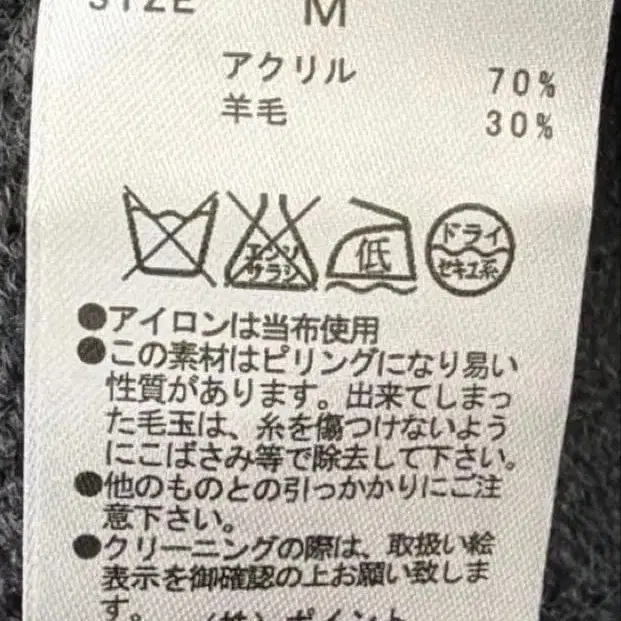 SIZE M
アクリル 70%
羊毛 30%
エンソ
サラシ
低
ドライ
セキユ系
●アイロンは当布使用
●この素材はピリングになり易い
性質があります。出来てしまっ
た毛玉は、糸を傷つけないよう
にこばさみ等で除去して下さい。
●他のものとの引っかかりにご注
意下さい。
●クリーニングの際は、取扱い絵
表示を御確認の上お願い致しま
す。 (株)ポイント